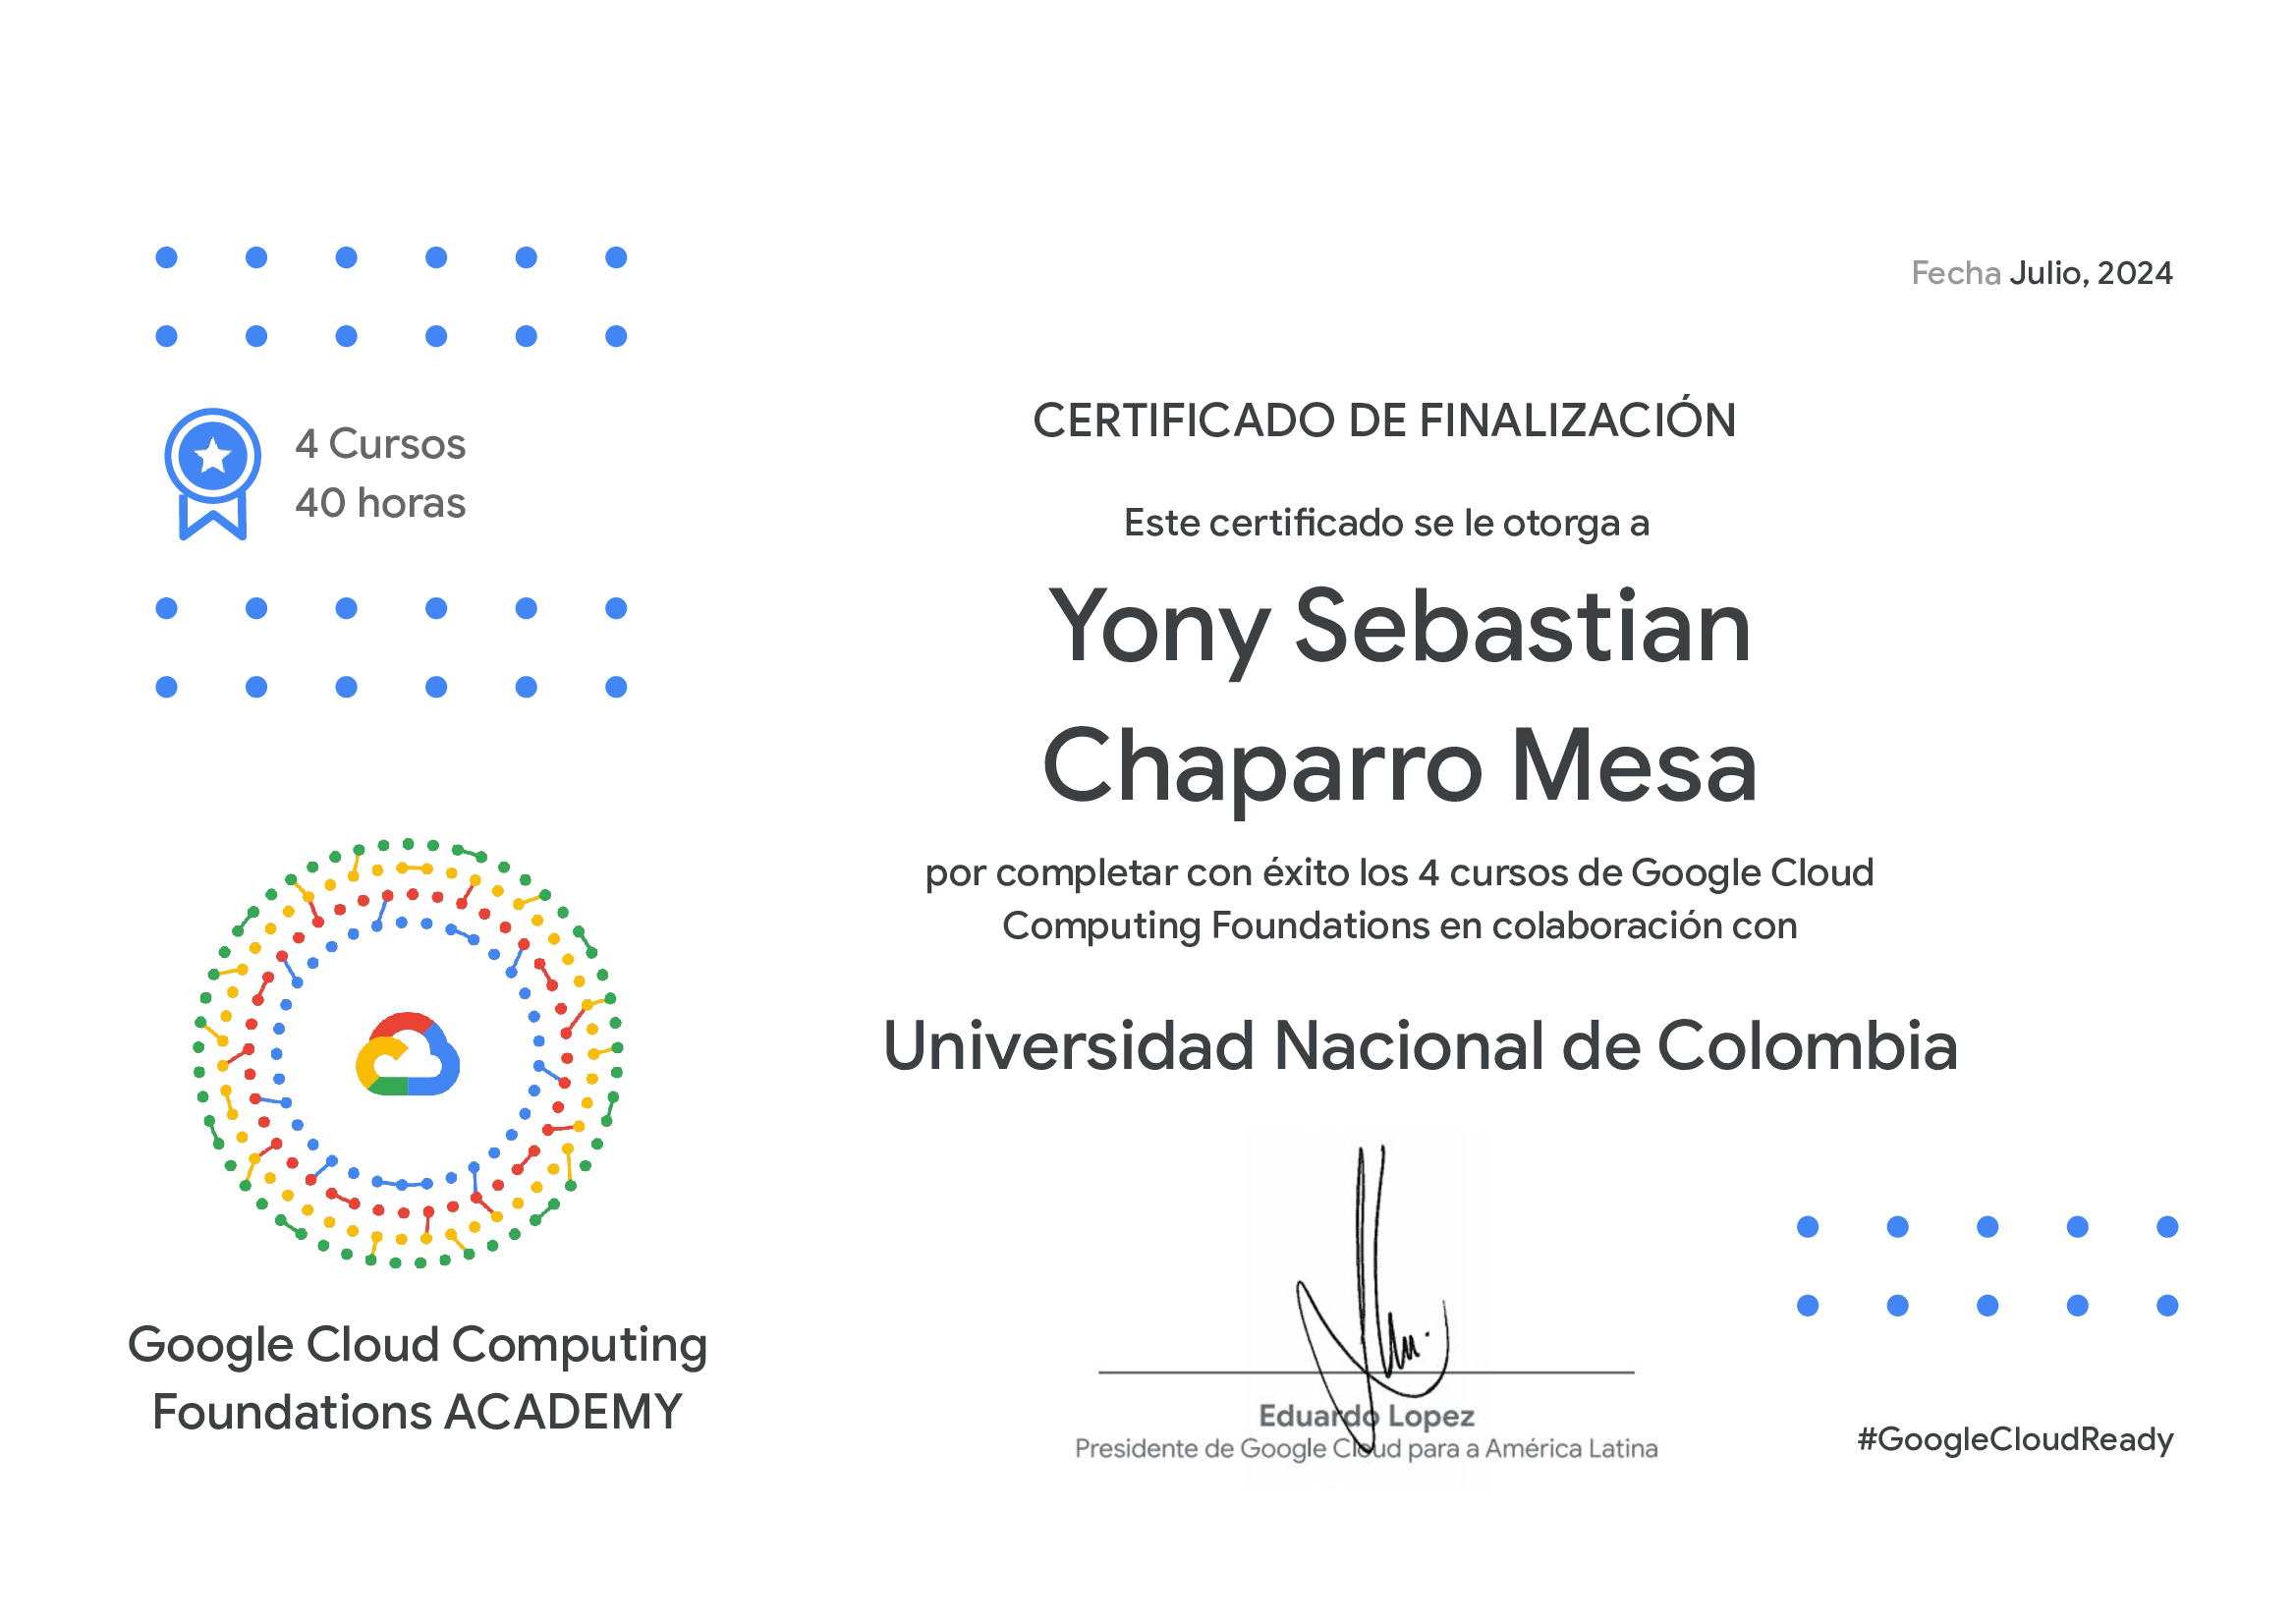 Fecha Julio, 2024
4 Cursos
40 horas
CERTIFICADO DE FINALIZACIÓN
Este certificado se le otorga a
Yony Sebastian
Chaparro Mesa
por completar con éxito los 4 cursos de Google Cloud
Computing Foundations en colaboración con
Universidad Nacional de Colombia
Google Cloud Computing
Foundations ACADEMY
Eduardo Lopez
Presidente de Google Cloud para a América Latina
#GoogleCloudReady